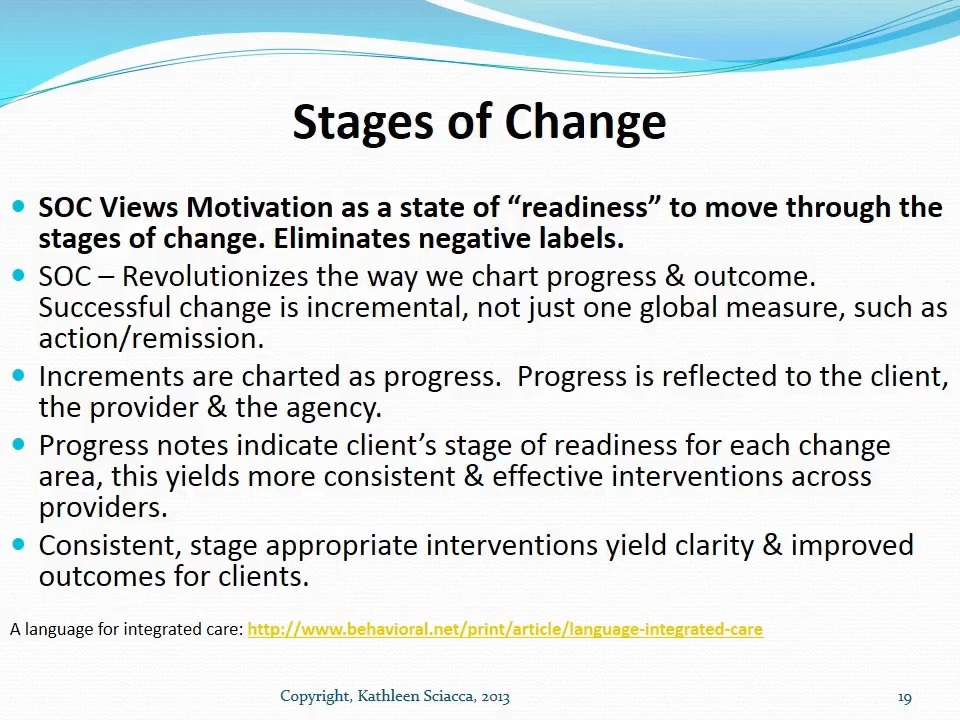 Stages of Change
• SOC Views Motivation as a state of “readiness” to move through the
stages of change. Eliminates negative labels.
• SOC – Revolutionizes the way we chart progress & outcome.
Successful change is incremental, not just one global measure, such as
action/remission.
• Increments are charted as progress.  Progress is reflected to the client,
the provider & the agency.
• Progress notes indicate client’s stage of readiness for each change
area, this yields more consistent & effective interventions across
providers.
• Consistent, stage appropriate interventions yield clarity & improved
outcomes for clients.
A language for integrated care: http://www.behavioral.net/print/article/language-integrated-care
Copyright, Kathleen Sciacca, 2013
19